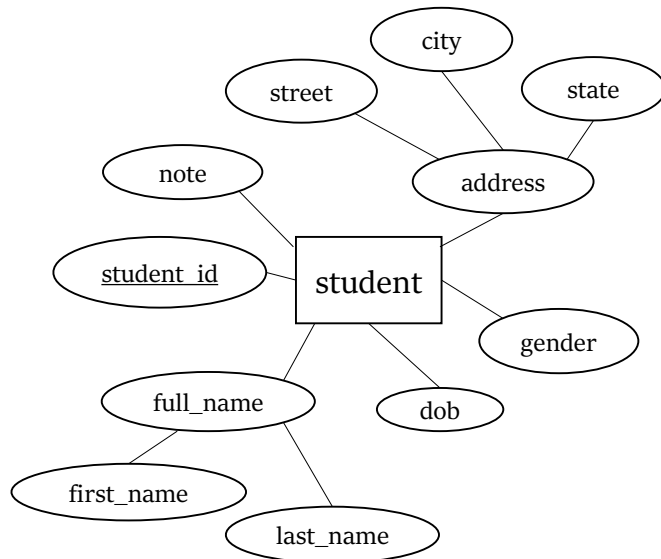 city
street
state
note
address
student_id
student
gender
full_name
dob
first_name
last_name